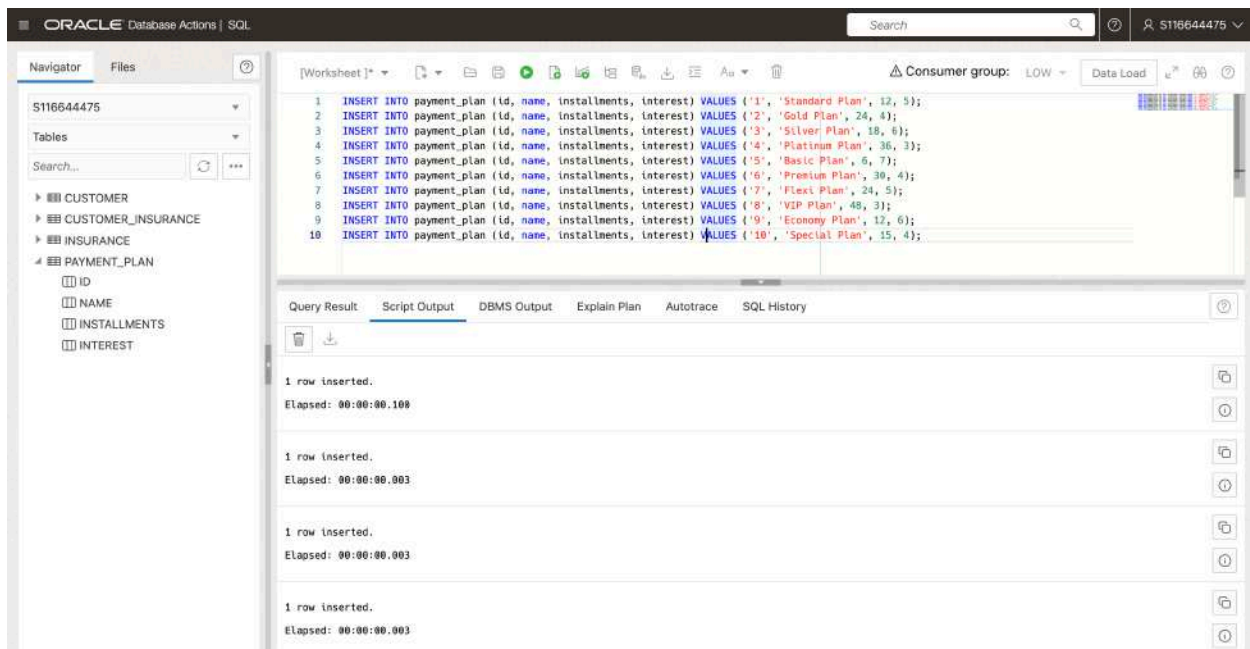 ORACLE Database Actions | SQL
Search
S116644475
Navigator Files
S116644475
Tables
Search...
CUSTOMER
CUSTOMER_INSURANCE
INSURANCE
PAYMENT_PLAN
ID
NAME
INSTALLMENTS
INTEREST
[Worksheet]* Aa Consumer group: LOW Data Load
1 INSERT INTO payment_plan (id, name, installments, interest) VALUES ('1', 'Standard Plan', 12, 5);
2 INSERT INTO payment_plan (id, name, installments, interest) VALUES ('2', 'Gold Plan', 24, 4);
3 INSERT INTO payment_plan (id, name, installments, interest) VALUES ('3', 'Silver Plan', 18, 6);
4 INSERT INTO payment_plan (id, name, installments, interest) VALUES ('4', 'Platinum Plan', 36, 3);
5 INSERT INTO payment_plan (id, name, installments, interest) VALUES ('5', 'Basic Plan', 6, 7);
6 INSERT INTO payment_plan (id, name, installments, interest) VALUES ('6', 'Premium Plan', 30, 4);
7 INSERT INTO payment_plan (id, name, installments, interest) VALUES ('7', 'Flexi Plan', 24, 5);
8 INSERT INTO payment_plan (id, name, installments, interest) VALUES ('8', 'VIP Plan', 48, 3);
9 INSERT INTO payment_plan (id, name, installments, interest) VALUES ('9', 'Economy Plan', 12, 6);
10 INSERT INTO payment_plan (id, name, installments, interest) VALUES ('10', 'Special Plan', 15, 4);
Query Result Script Output DBMS Output Explain Plan Autotrace SQL History
1 row inserted.
Elapsed: 00:00:00.108
1 row inserted.
Elapsed: 00:00:00.003
1 row inserted.
Elapsed: 00:00:00.003
1 row inserted.
Elapsed: 00:00:00.003